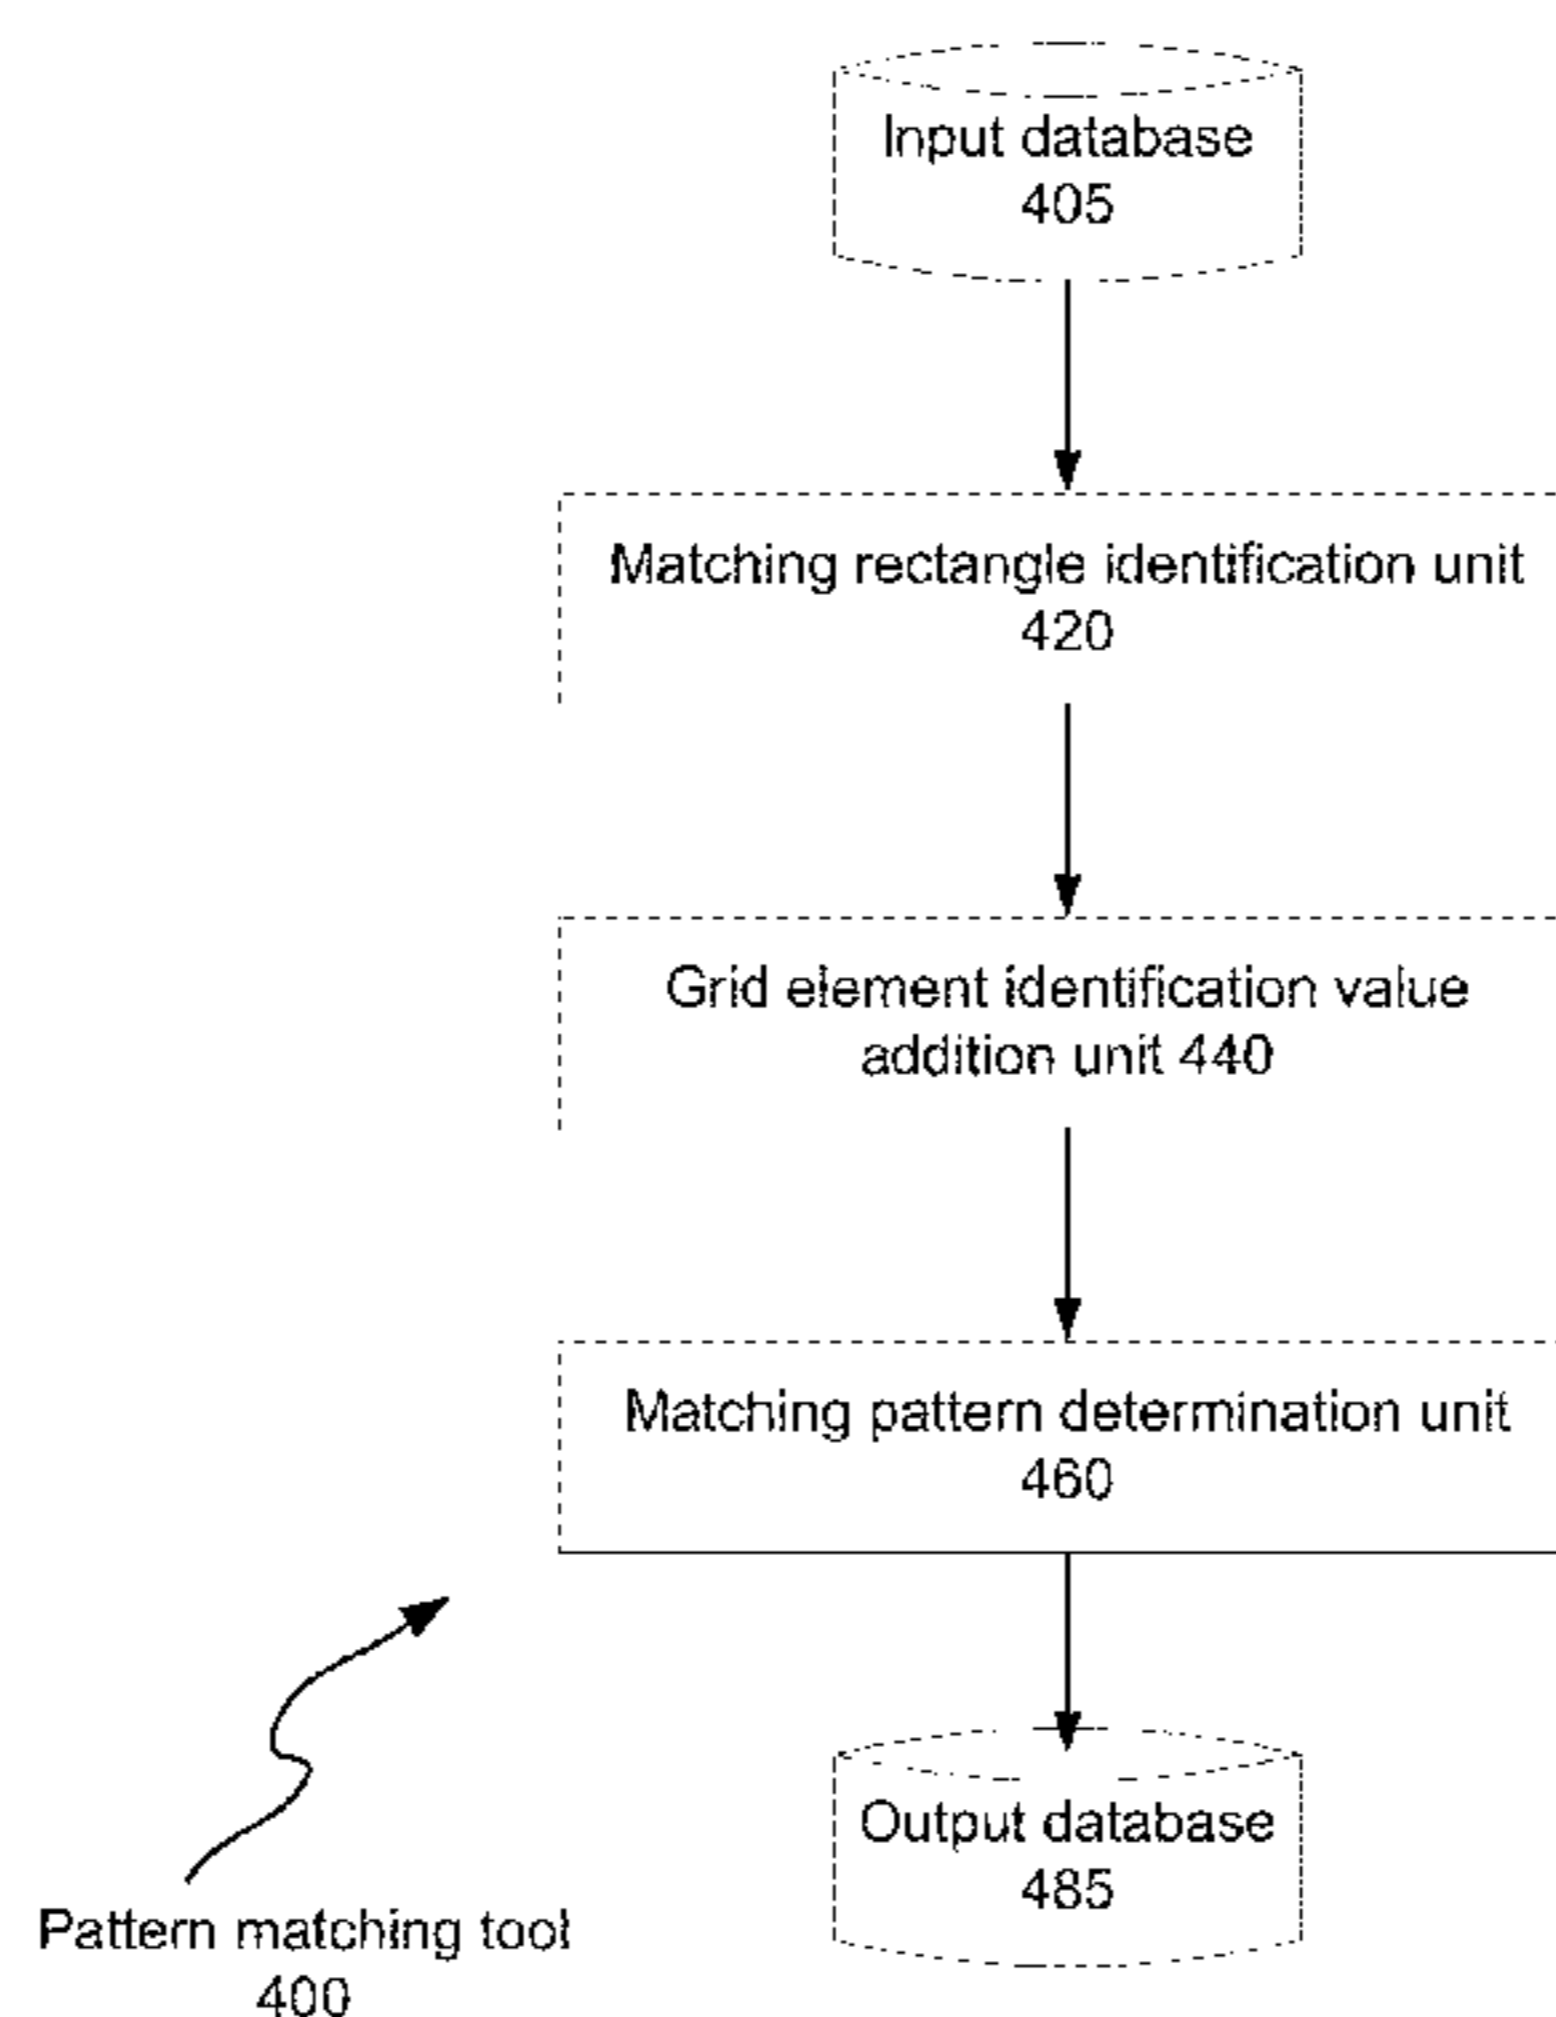 Input database
405
Matching rectangle identification unit
420
Grid element identification value
addition unit 440
Matching pattern determination unit
460
Output database
485
Pattern matching tool
400